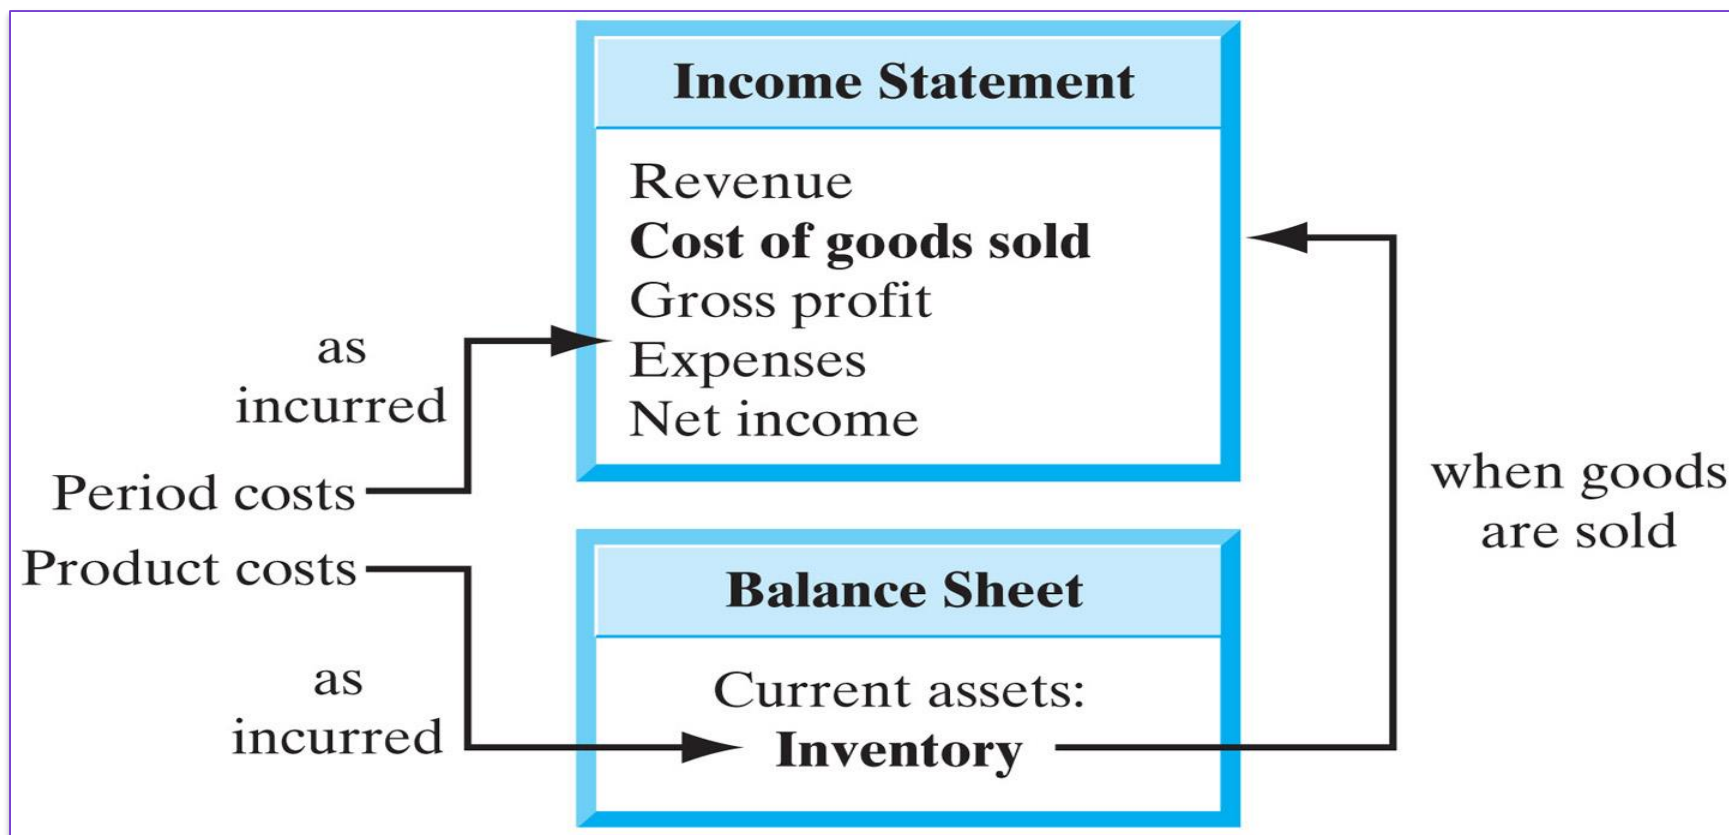 Income Statement
Revenue
Cost of goods sold
Gross profit
Expenses
Net income
as
incurred
Period costs
Product costs
as
incurred
Balance Sheet
Current assets:
Inventory
when goods
are sold